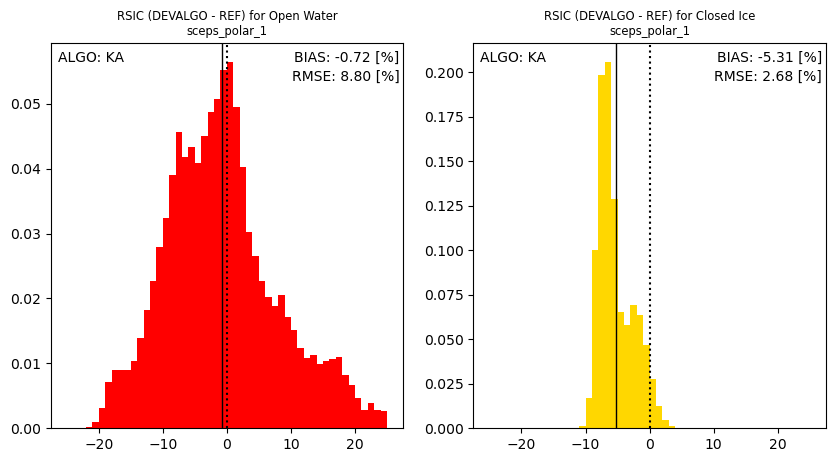 RSIC (DEVALGO - REF) for Open Water
sceps_polar_1
ALGO: KA
BIAS: -0.72 [%]
RMSE: 8.80 [%]
0.05
0.04
0.03
0.02
0.01
0.00
−20
−10
0
10
20
RSIC (DEVALGO - REF) for Closed Ice
sceps_polar_1
ALGO: KA
BIAS: -5.31 [%]
RMSE: 2.68 [%]
0.200
0.175
0.150
0.125
0.100
0.075
0.050
0.025
0.000
−20
−10
0
10
20